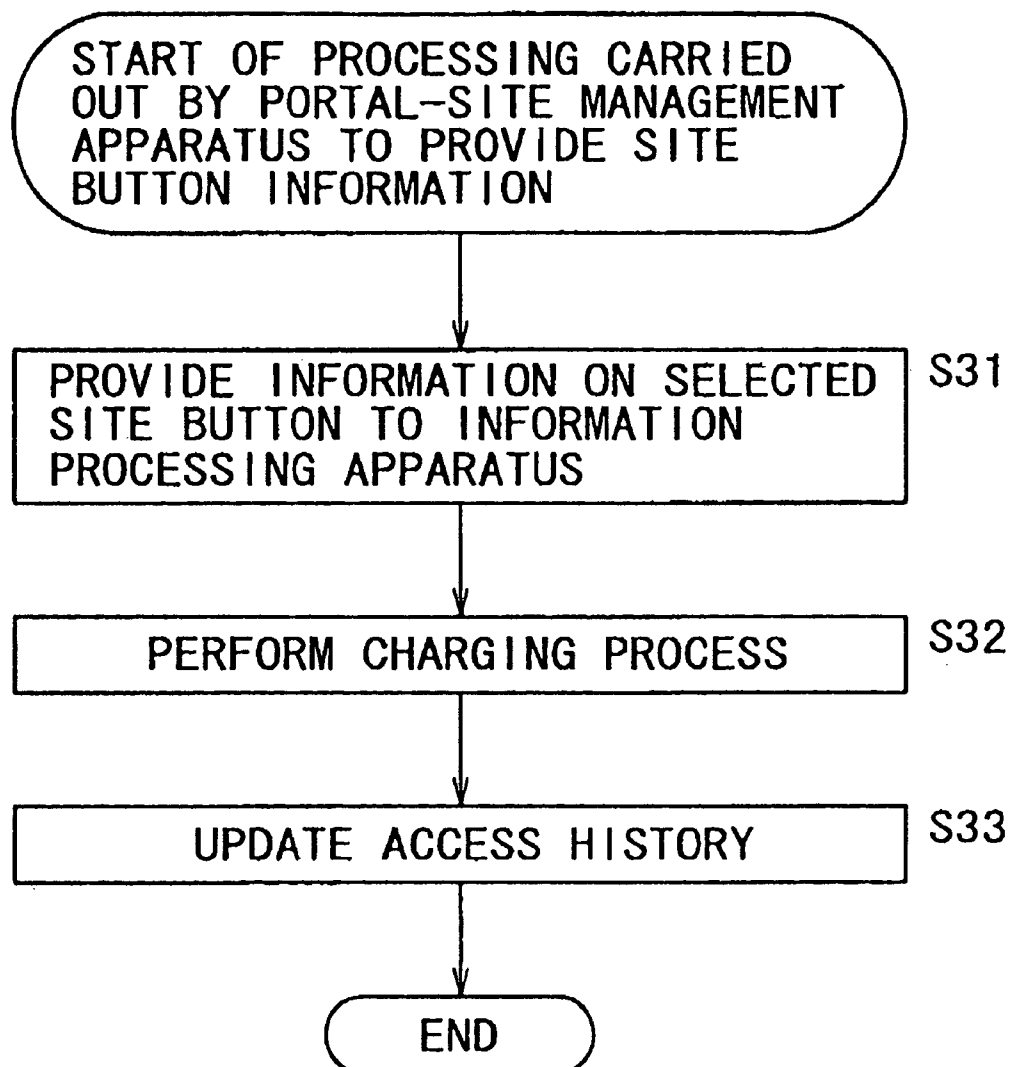 START OF PROCESSING CARRIED
OUT BY PORTAL-SITE MANAGEMENT
APPARATUS TO PROVIDE SITE
BUTTON INFORMATION
PROVIDE INFORMATION ON SELECTED
SITE BUTTON TO INFORMATION
PROCESSING APPARATUS
S31
PERFORM CHARGING PROCESS
S32
UPDATE ACCESS HISTORY
S33
END